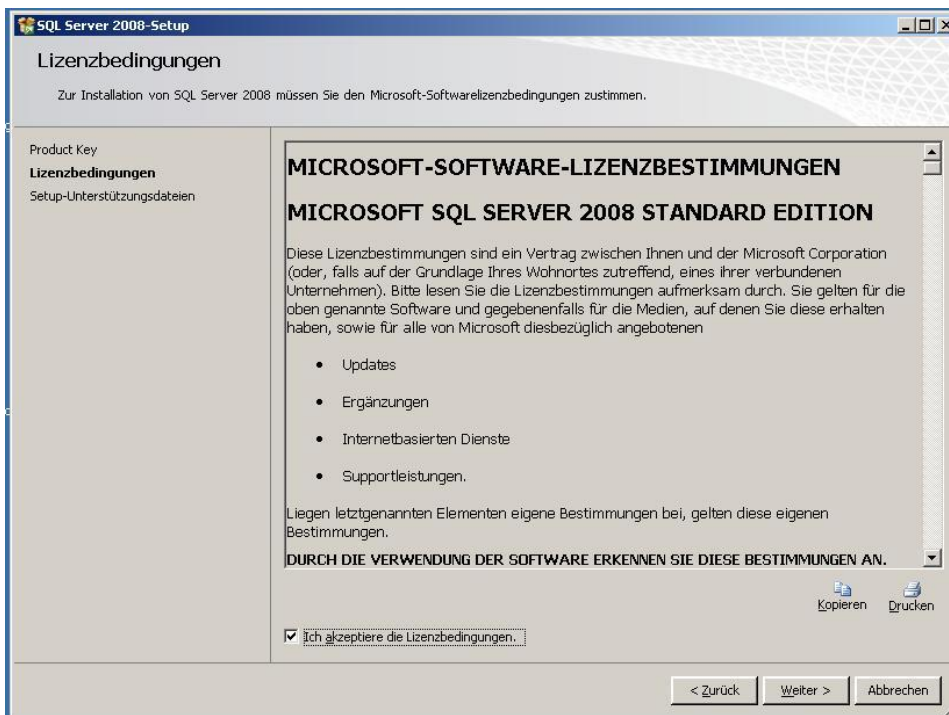 SQL Server 2008-Setup
Lizenzbedingungen
Zur Installation von SQL Server 2008 müssen Sie den Microsoft-Softwarelizenzbedingungen zustimmen.
Product Key
Lizenzbedingungen
Setup-Unterstützungsdateien
MICROSOFT-SOFTWARE-LIZENZBESTIMMUNGEN
MICROSOFT SQL SERVER 2008 STANDARD EDITION
Diese Lizenzbestimmungen sind ein Vertrag zwischen Ihnen und der Microsoft Corporation
(oder, falls auf der Grundlage Ihres Wohnortes zutreffend, eines ihrer verbundenen
Unternehmen). Bitte lesen Sie die Lizenzbestimmungen aufmerksam durch. Sie gelten für die
oben genannte Software und gegebenenfalls für die Medien, auf denen Sie diese erhalten
haben, sowie für alle von Microsoft diesbezüglich angebotenen
• Updates
• Ergänzungen
• Internetbasierten Dienste
• Supportleistungen.
Liegen letztgenannten Elementen eigene Bestimmungen bei, gelten diese eigenen
Bestimmungen.
DURCH DIE VERWENDUNG DER SOFTWARE ERKENNEN SIE DIESE BESTIMMUNGEN AN.
Kopieren Drucken
Ich akzeptiere die Lizenzbedingungen.
< Zurück Weiter > Abbrechen